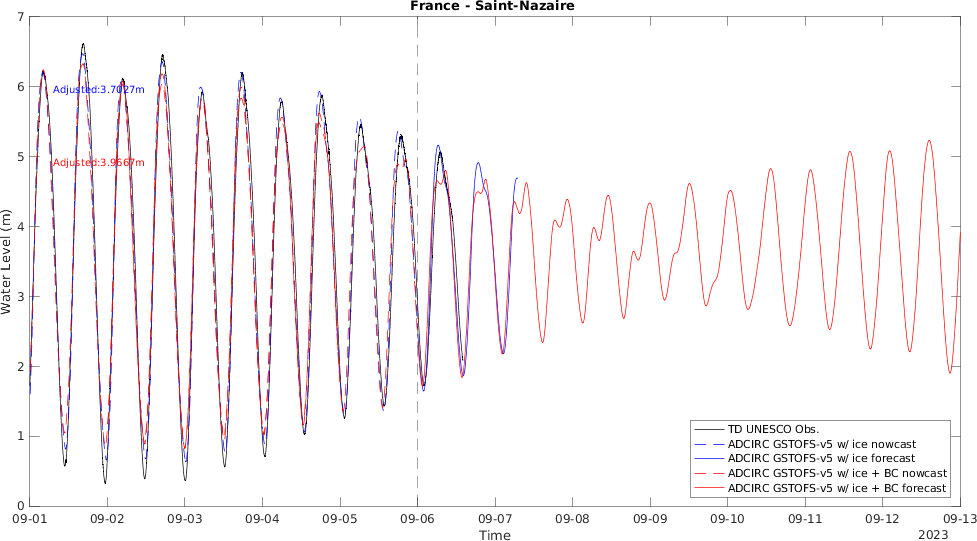 France - Saint-Nazaire
7
6
5
4
3
2
1
0
Water Level (m)
Adjusted:3.7027m
Adjusted:3.9667m
TD UNESCO Obs.
ADCIRC GSTOFS-v5 w/ ice nowcast
ADCIRC GSTOFS-v5 w/ ice forecast
ADCIRC GSTOFS-v5 w/ ice + BC nowcast
ADCIRC GSTOFS-v5 w/ ice + BC forecast
09-01 09-02 09-03 09-04 09-05 09-06 09-07 09-08 09-09 09-10 09-11 09-12 09-13
Time
2023